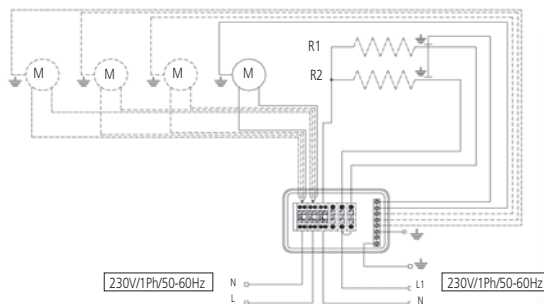 R1
R2
M M M M
230V/1Ph/50-60Hz N L1 230V/1Ph/50-60Hz
L N